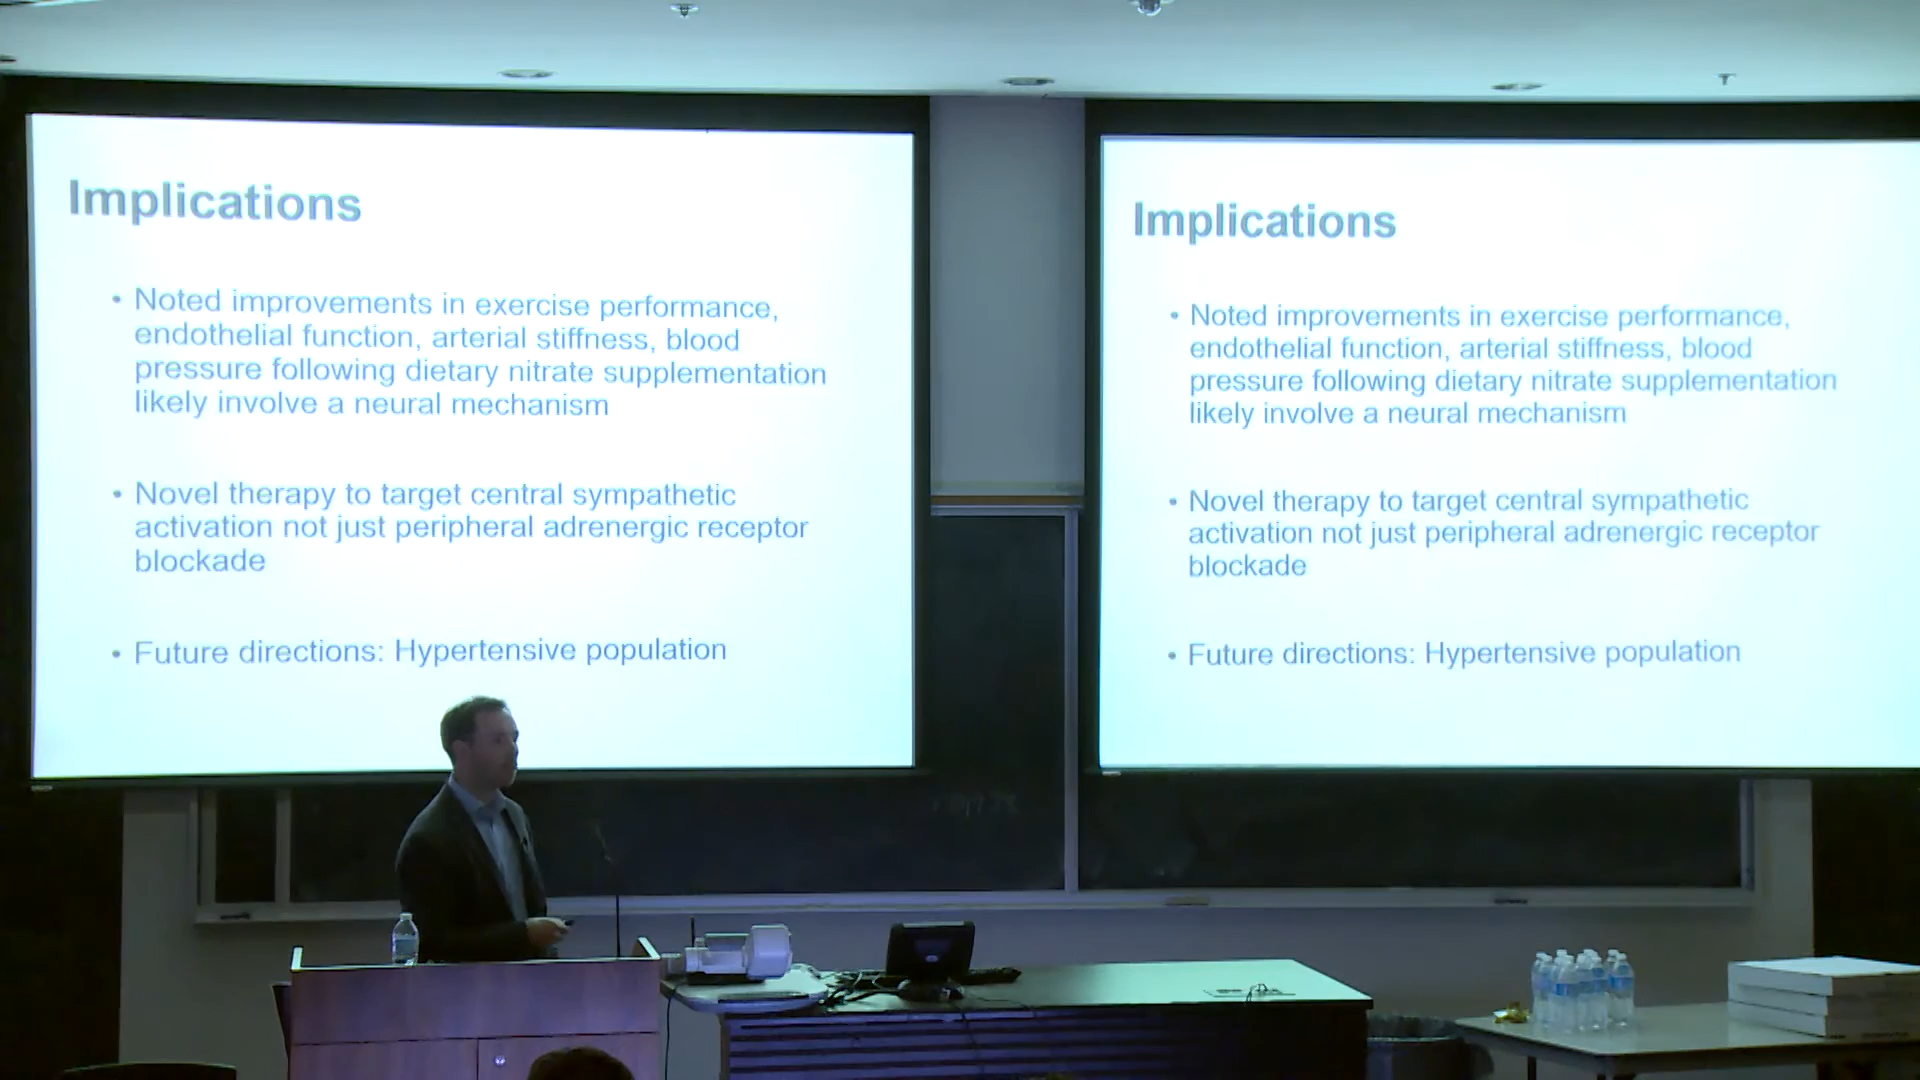 Implications
• Noted improvements in exercise performance,
endothelial function, arterial stiffness, blood
pressure following dietary nitrate supplementation
likely involve a neural mechanism
• Novel therapy to target central sympathetic
activation not just peripheral adrenergic receptor
blockade
• Future directions: Hypertensive population
Implications
• Noted improvements in exercise performance,
endothelial function, arterial stiffness, blood
pressure following dietary nitrate supplementation
likely involve a neural mechanism
• Novel therapy to target central sympathetic
activation not just peripheral adrenergic receptor
blockade
• Future directions: Hypertensive population